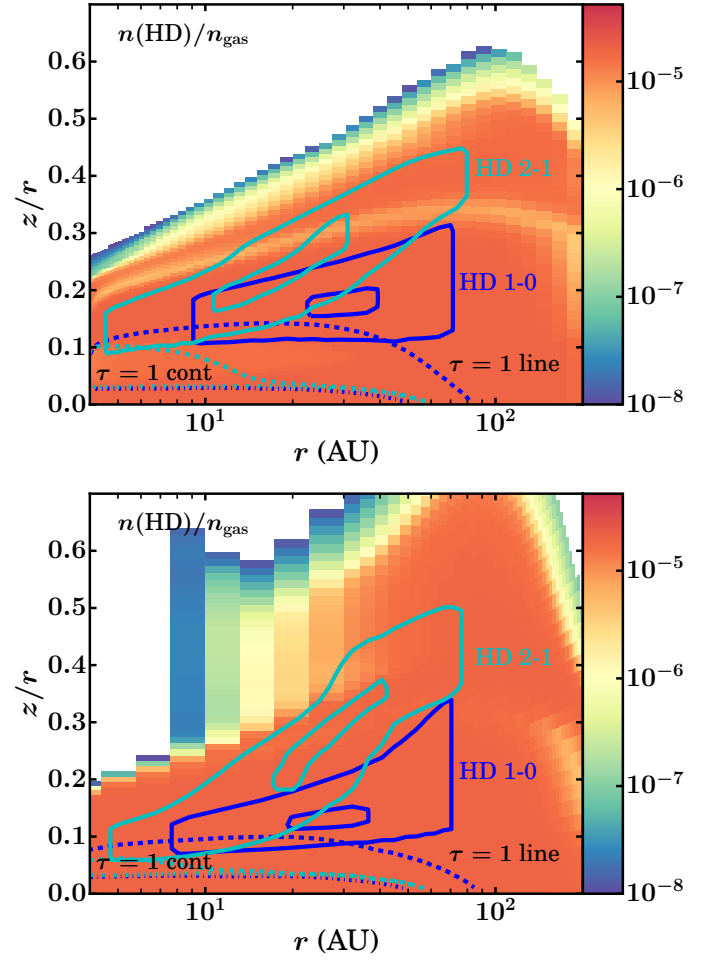 n(HD)/n_gas
0.6
0.5
0.4
0.3
0.2
0.1
0.0
z/r
HD 2-1
HD 1-0
τ = 1 cont
τ = 1 line
10^1
10^2
r (AU)
10^−5
10^−6
10^−7
10^−8
n(HD)/n_gas
0.6
0.5
0.4
0.3
0.2
0.1
0.0
z/r
HD 2-1
HD 1-0
τ = 1 cont
τ = 1 line
10^1
10^2
r (AU)
10^−5
10^−6
10^−7
10^−8